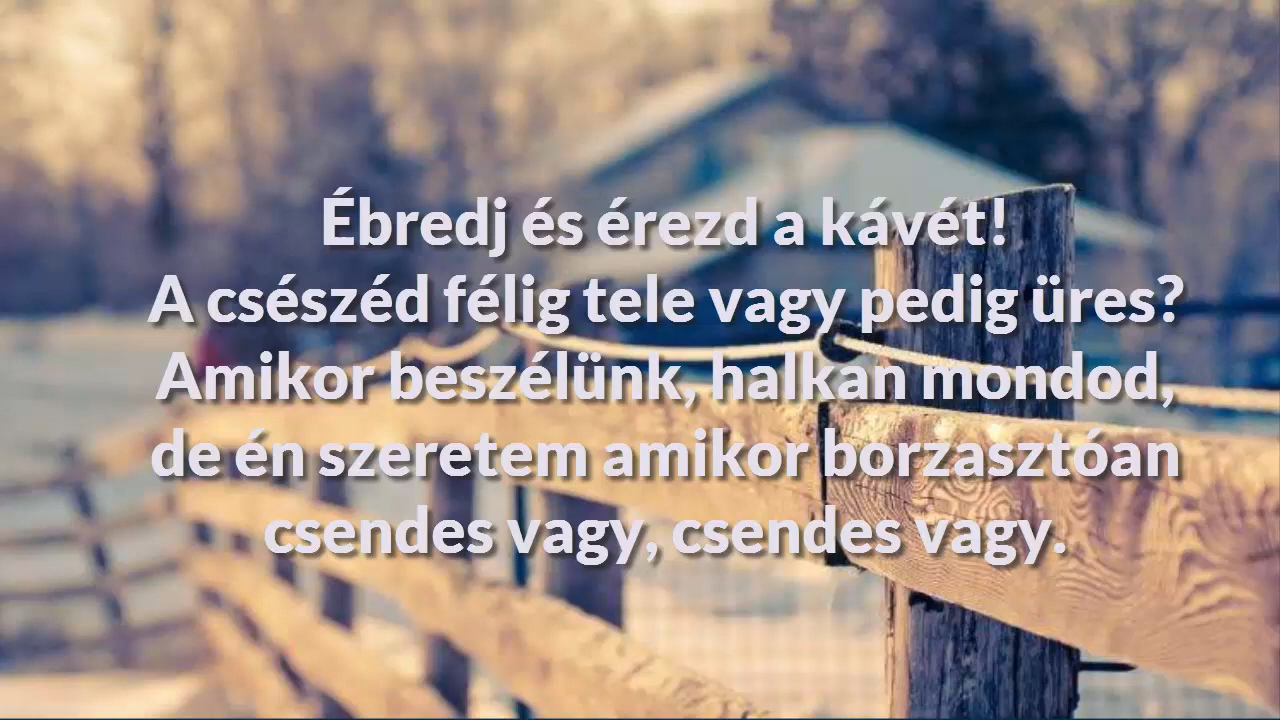 Ébredj és érezd a kávét!
A csészéd félig tele vagy pedig üres?
Amikor beszélünk, halkan mondod,
de én szeretem amikor borzasztóan
csendes vagy, csendes vagy.